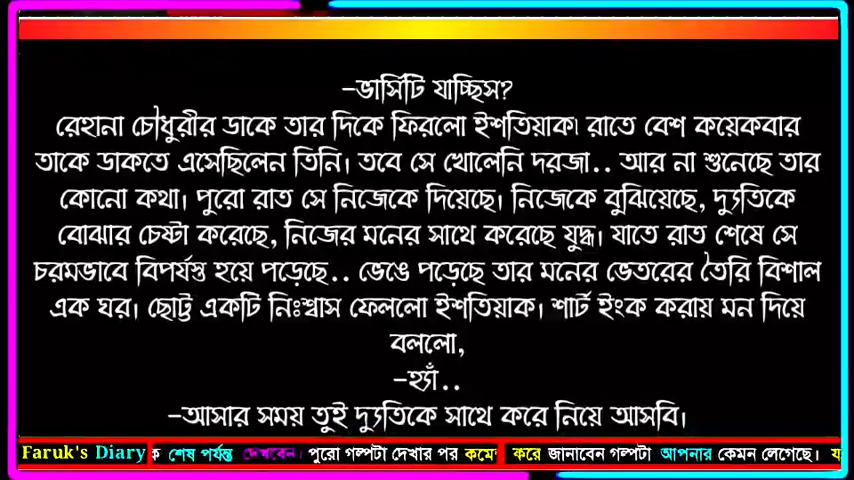 –ভার্সিটি যাচ্ছিস?
রেহানা চৌধুরীর ডাকে তার দিকে ফিরলো ইশতিয়াক৷ রাতে বেশ কয়েকবার
তাকে ডাকতে এসেছিলেন তিনি। তবে সে খোলেনি দরজা.. আর না শুনেছে তার
কোনো কথা। পুরো রাত সে নিজেকে দিয়েছে। নিজেকে বুঝিয়েছে, দ্যুতিকে
বোঝার চেষ্টা করেছে, নিজের মনের সাথে করেছে যুদ্ধ। যাতে রাত শেষে সে
চরমভাবে বিপর্যস্ত হয়ে পড়েছে.. ভেঙে পড়েছে তার মনের ভেতরের তৈরি বিশাল
এক ঘর। ছোট্ট একটি নিঃশ্বাস ফেললো ইশতিয়াক। শার্ট ইংক করায় মন দিয়ে
বললো,
–হ্যাঁ..
–আসার সময় তুই দ্যুতিকে সাথে করে নিয়ে আসবি।
Faruk's Diary ক শেষ পর্যন্ত দেখবেন। পুরো গল্পটা দেখার পর কমে করে জানাবেন গল্পটা আপনার কেমন লেগেছে।